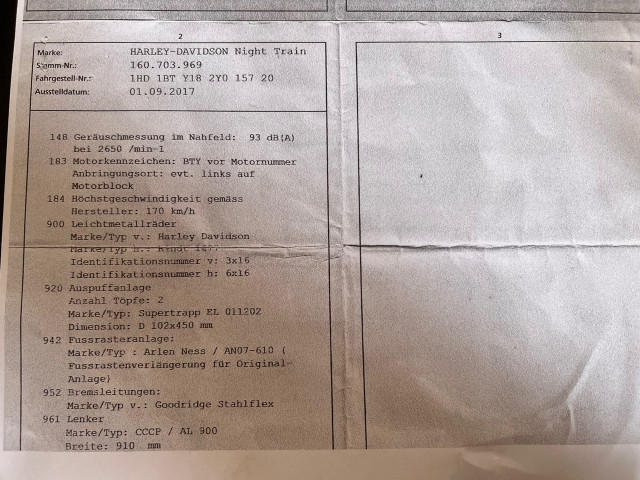 2
3
Marke: HARLEY-DAVIDSON Night Train
Stamm-Nr.: 160.703.969
Fahrgestell-Nr.: 1HD 1BT Y18 2Y0 157 20
Ausstelldatum: 01.09.2017
148 Geräuschmessung im Nahfeld: 93 dB(A)
bei 2650 /min-1
183 Motorkennzeichen: BTY vor Motornummer
Anbringungsort: evt. links auf
Motorblock
184 Höchstgeschwindigkeit gemäss
Hersteller: 170 km/h
900 Leichtmetallräder
Marke/Typ v.: Harley Davidson
Marke/Typ h.:
Identifikationsnummer v: 3x16
Identifikationsnummer h: 6x16
920 Auspuffanlage
Anzahl Töpfe: 2
Marke/Typ: Supertrapp EL 011202
Dimension: D 102x450 mm
942 Fussrasteranlage:
Marke/Typ : Arlen Ness / AN07-610 (
Fussrastenverlängerung für Original-
Anlage)
952 Bremsleitungen:
Marke/Typ v.: Goodridge Stahlflex
961 Lenker
Marke/Typ: CCCP / AL 900
Breite: 910 mm